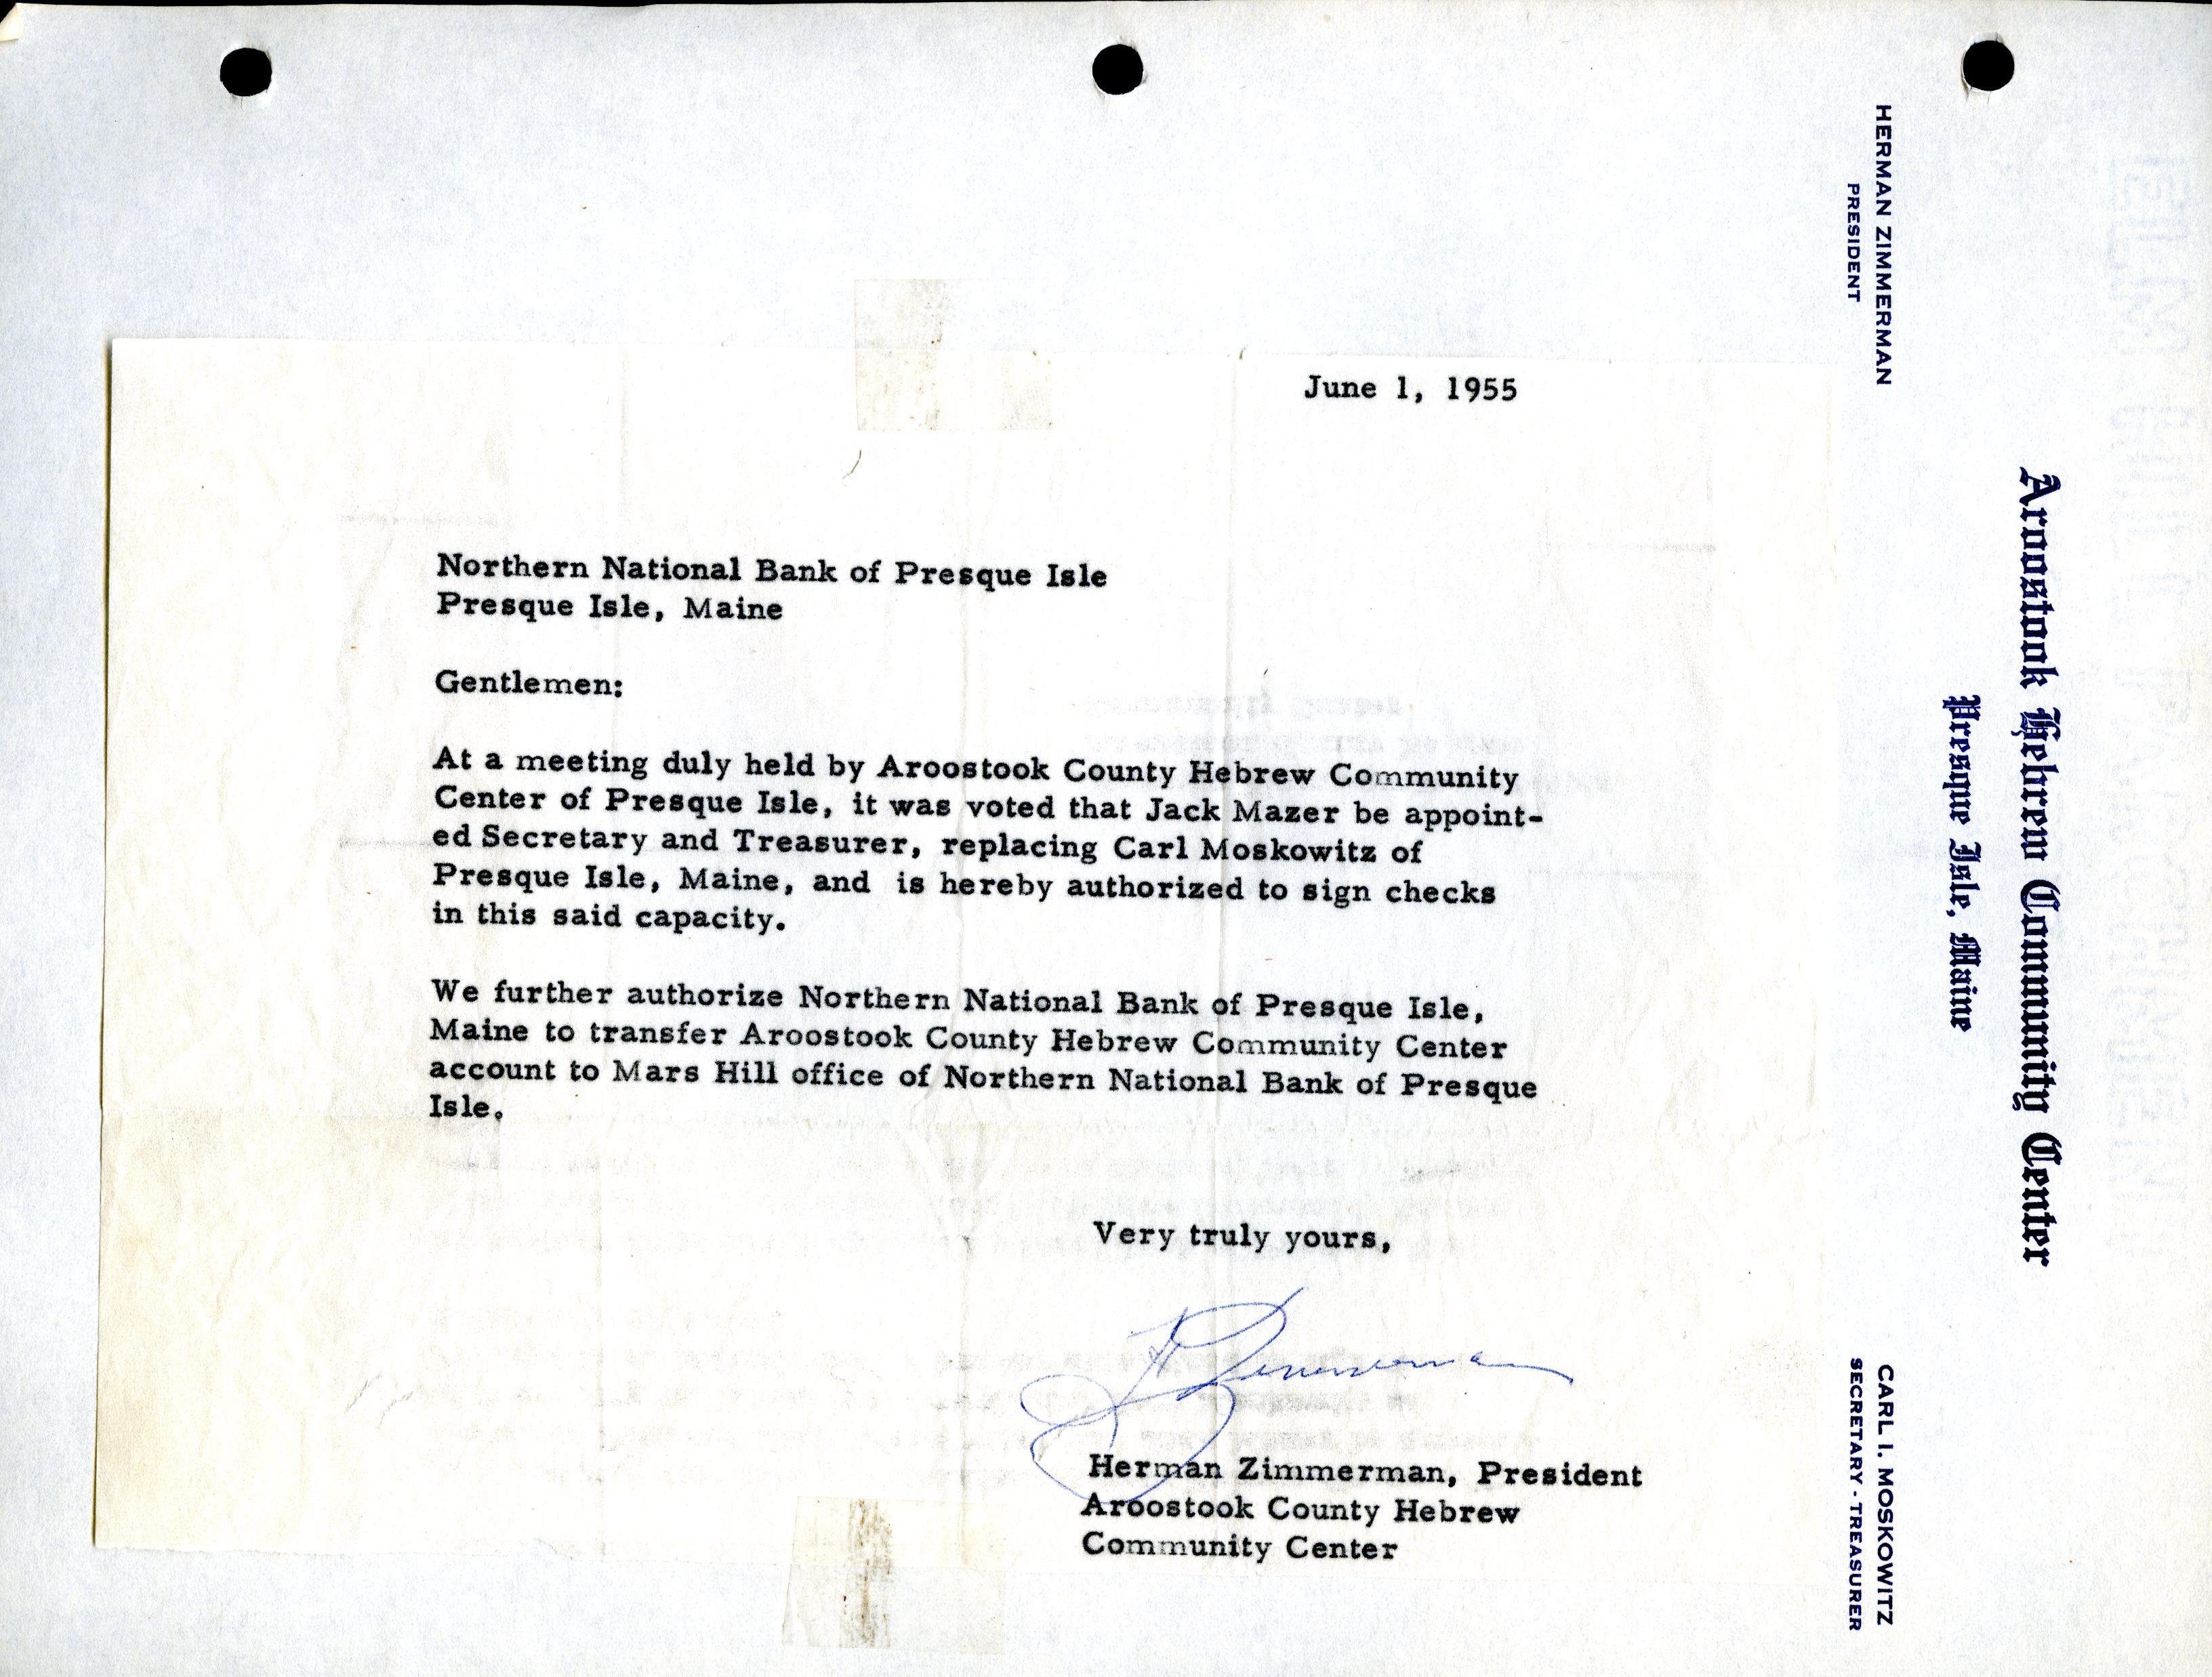 June 1, 1955
Northern National Bank of Presque Isle
Presque Isle, Maine
Gentlemen:
At a meeting duly held by Aroostook County Hebrew Community
Center of Presque Isle, it was voted that Jack Mazer be appoint-
ed Secretary and Treasurer, replacing Carl Moskowitz of
Presque Isle, Maine, and is hereby authorized to sign checks
in this said capacity.
We further authorize Northern National Bank of Presque Isle,
Maine to transfer Aroostook County Hebrew Community Center
account to Mars Hill office of Northern National Bank of Presque
Isle.
Very truly yours,
H Zimmerman
Herman Zimmerman, President
Aroostook County Hebrew
Community Center
Aroostook Hebrew Community Center
Presque Isle, Maine
HERMAN ZIMMERMAN
PRESIDENT
CARL I. MOSKOWITZ
SECRETARY - TREASURER